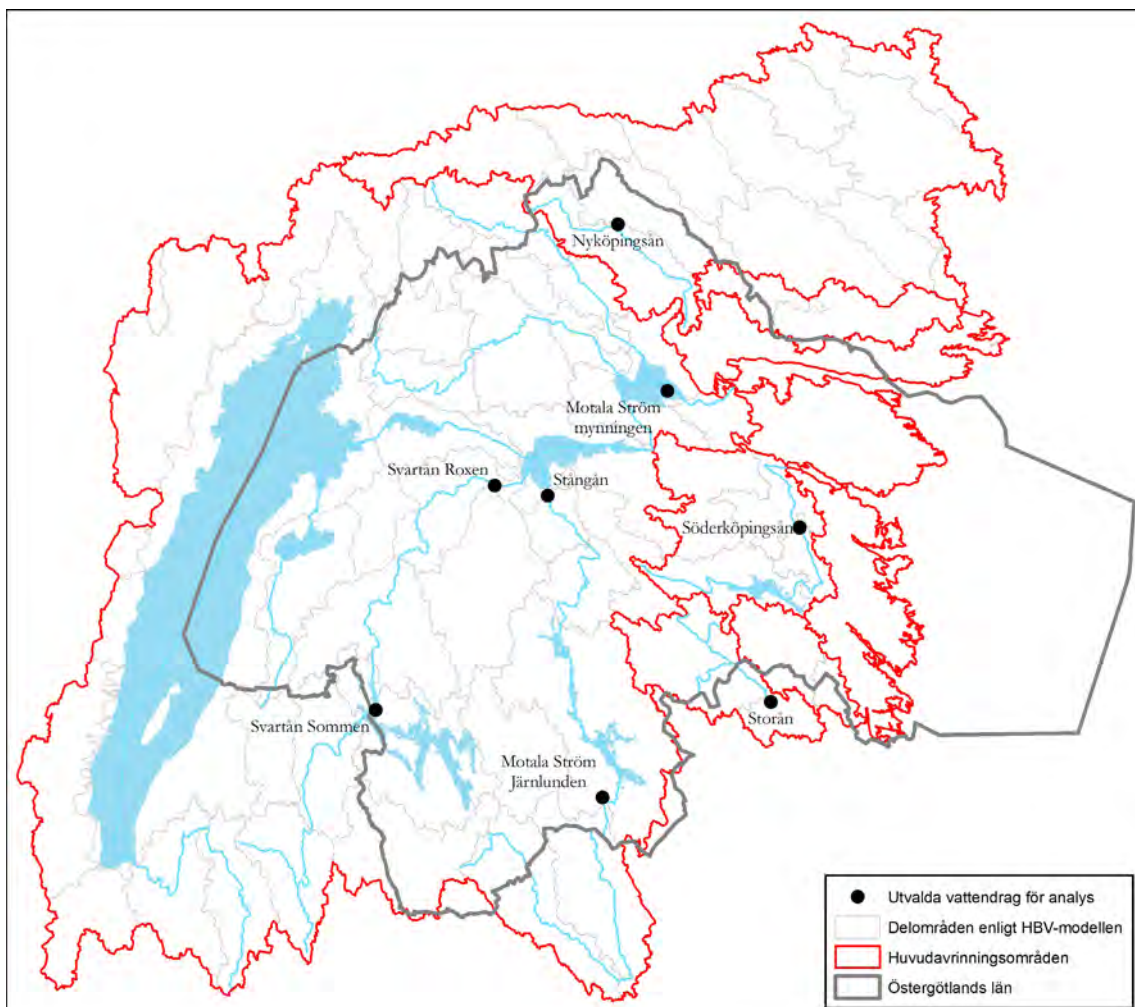 Nyköpingsån
Motala Ström
mynningen
Svartån Roxen
Stångån
Söderköpingsån
Svartån Sommen
Storån
Motala Ström
Järnlunden
Utvalda vattendrag för analys
Delområden enligt HBV-modellen
Huvudavrinningsområden
Östergötlands län